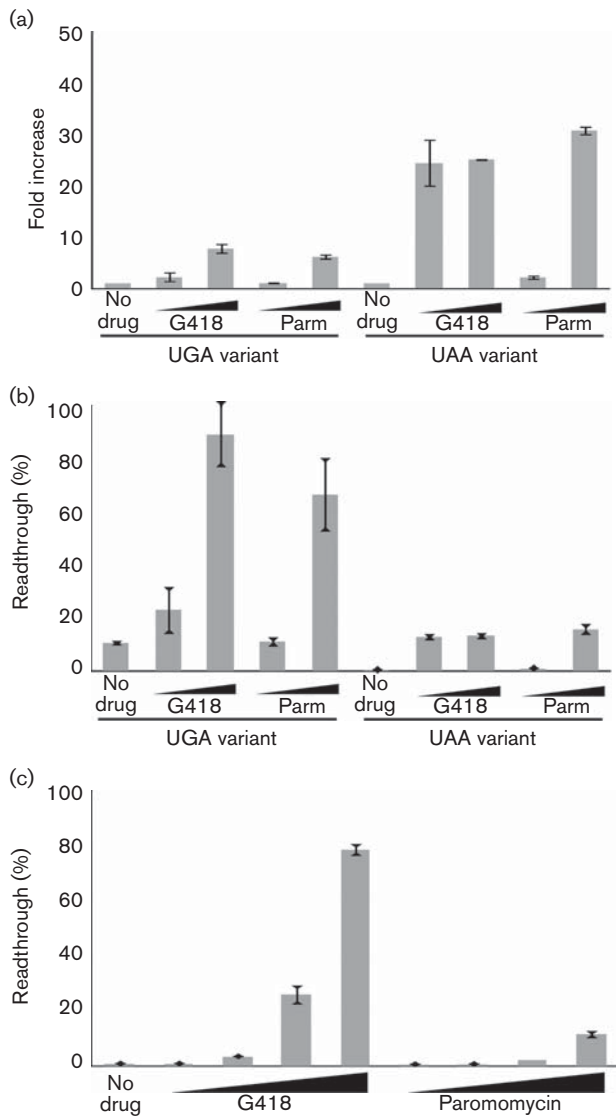 (a)
50
40
30
20
10
0
Fold increase
No drug G418 Parm No drug G418 Parm
UGA variant UAA variant
(b)
100
80
60
40
20
0
Readthrough (%)
No drug G418 Parm No drug G418 Parm
UGA variant UAA variant
(c)
100
80
60
40
20
0
Readthrough (%)
No drug G418 Paromomycin